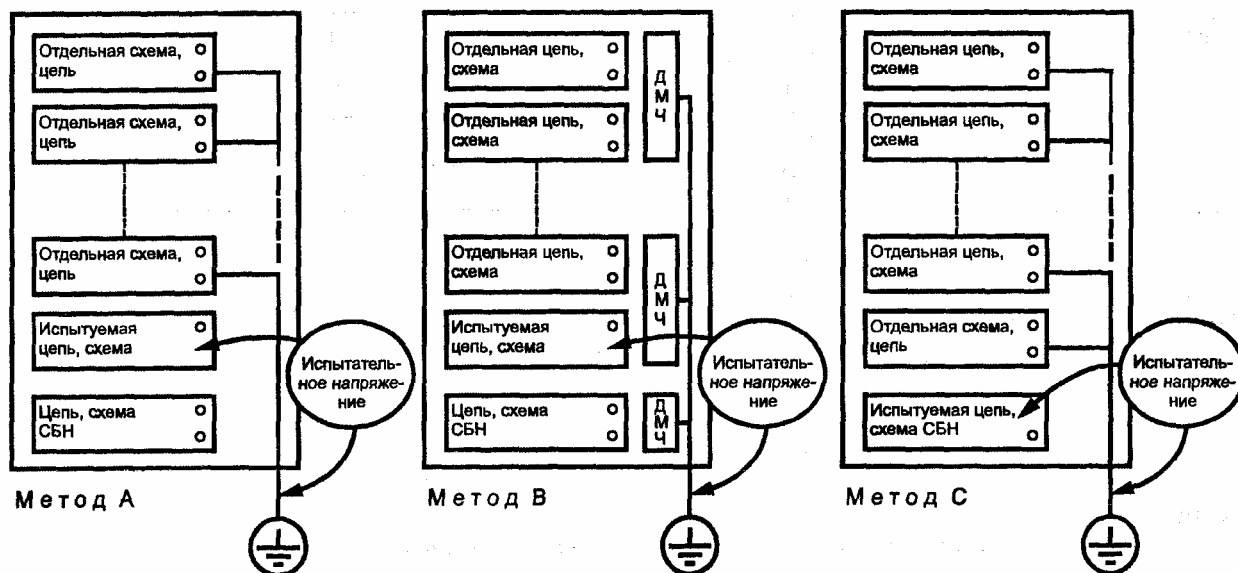 Отдельная схема,
цепь
Отдельная схема,
цепь
Отдельная схема,
цепь
Испытуемая
цепь, схема
Цепь, схема
СБН
Испытатель-
ное напряже-
ние
Метод А
Отдельная цепь,
схема
Отдельная цепь,
схема
Отдельная цепь,
схема
Испытуемая
цепь, схема
Цепь, схема
СБН
Д
М
Ч
Д
М
Ч
Д
М
Ч
Испытатель-
ное напряже-
ние
Метод В
Отдельная цепь,
схема
Отдельная цепь,
схема
Отдельная цепь,
схема
Отдельная схема,
цепь
Испытуемая цепь,
схема СБН
Испытатель-
ное напряже-
ние
Метод С